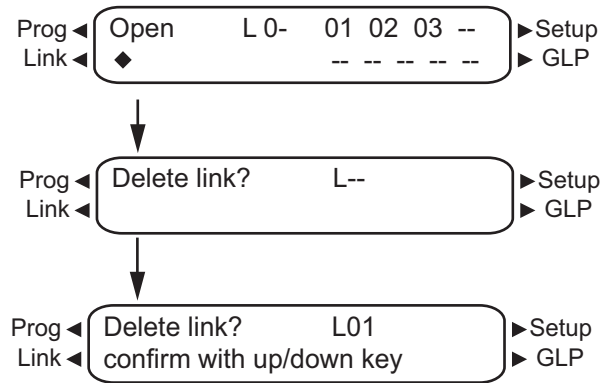 Prog ◄ Open L 0- 01 02 03 -- ►Setup
Link ◄ ◆ -- -- -- -- -- ► GLP
Prog ◄ Delete link? L-- ►Setup
Link ◄ ► GLP
Prog ◄ Delete link? L01 ►Setup
Link ◄ confirm with up/down key ► GLP